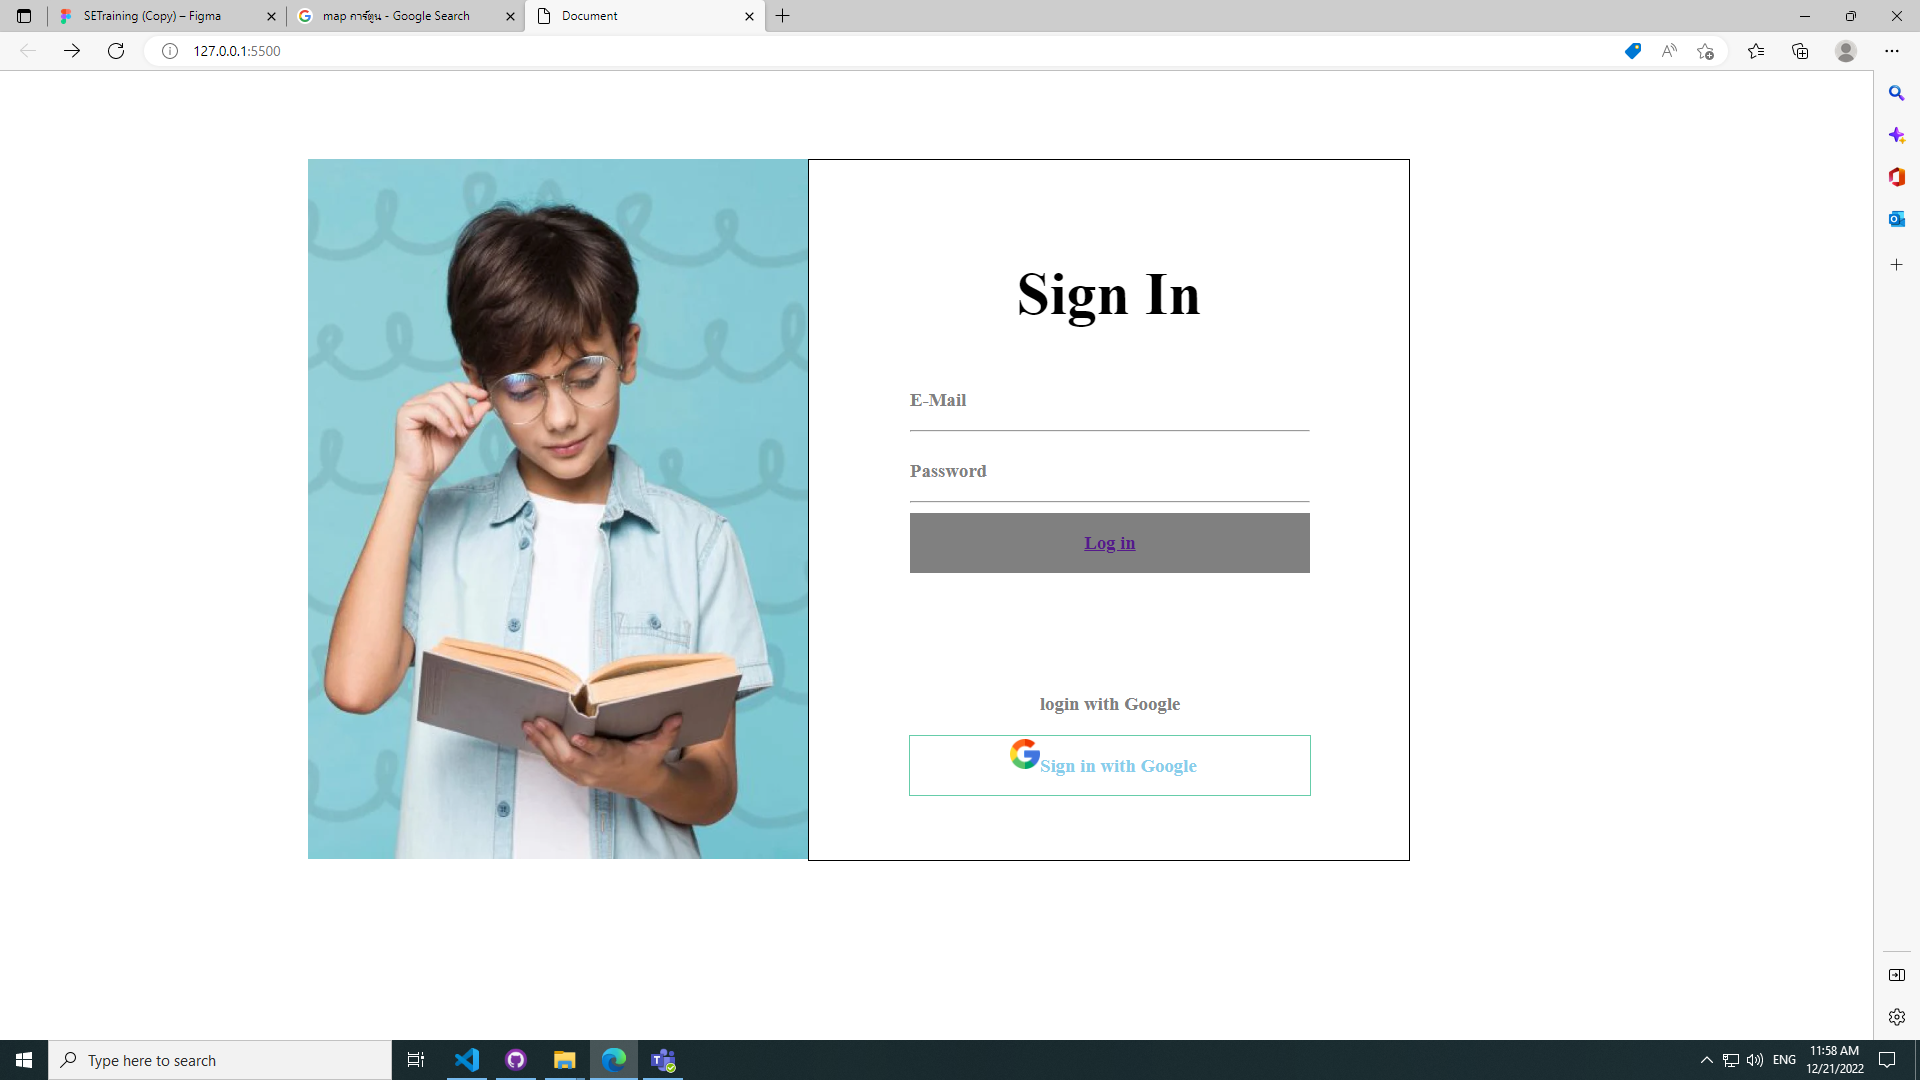 SETraining (Copy) – Figma
map การ์ตูน - Google Search
Document
127.0.0.1:5500
Sign In
E-Mail
Password
Log in
login with Google
Sign in with Google
Type here to search
ENG
11:58 AM
12/21/2022